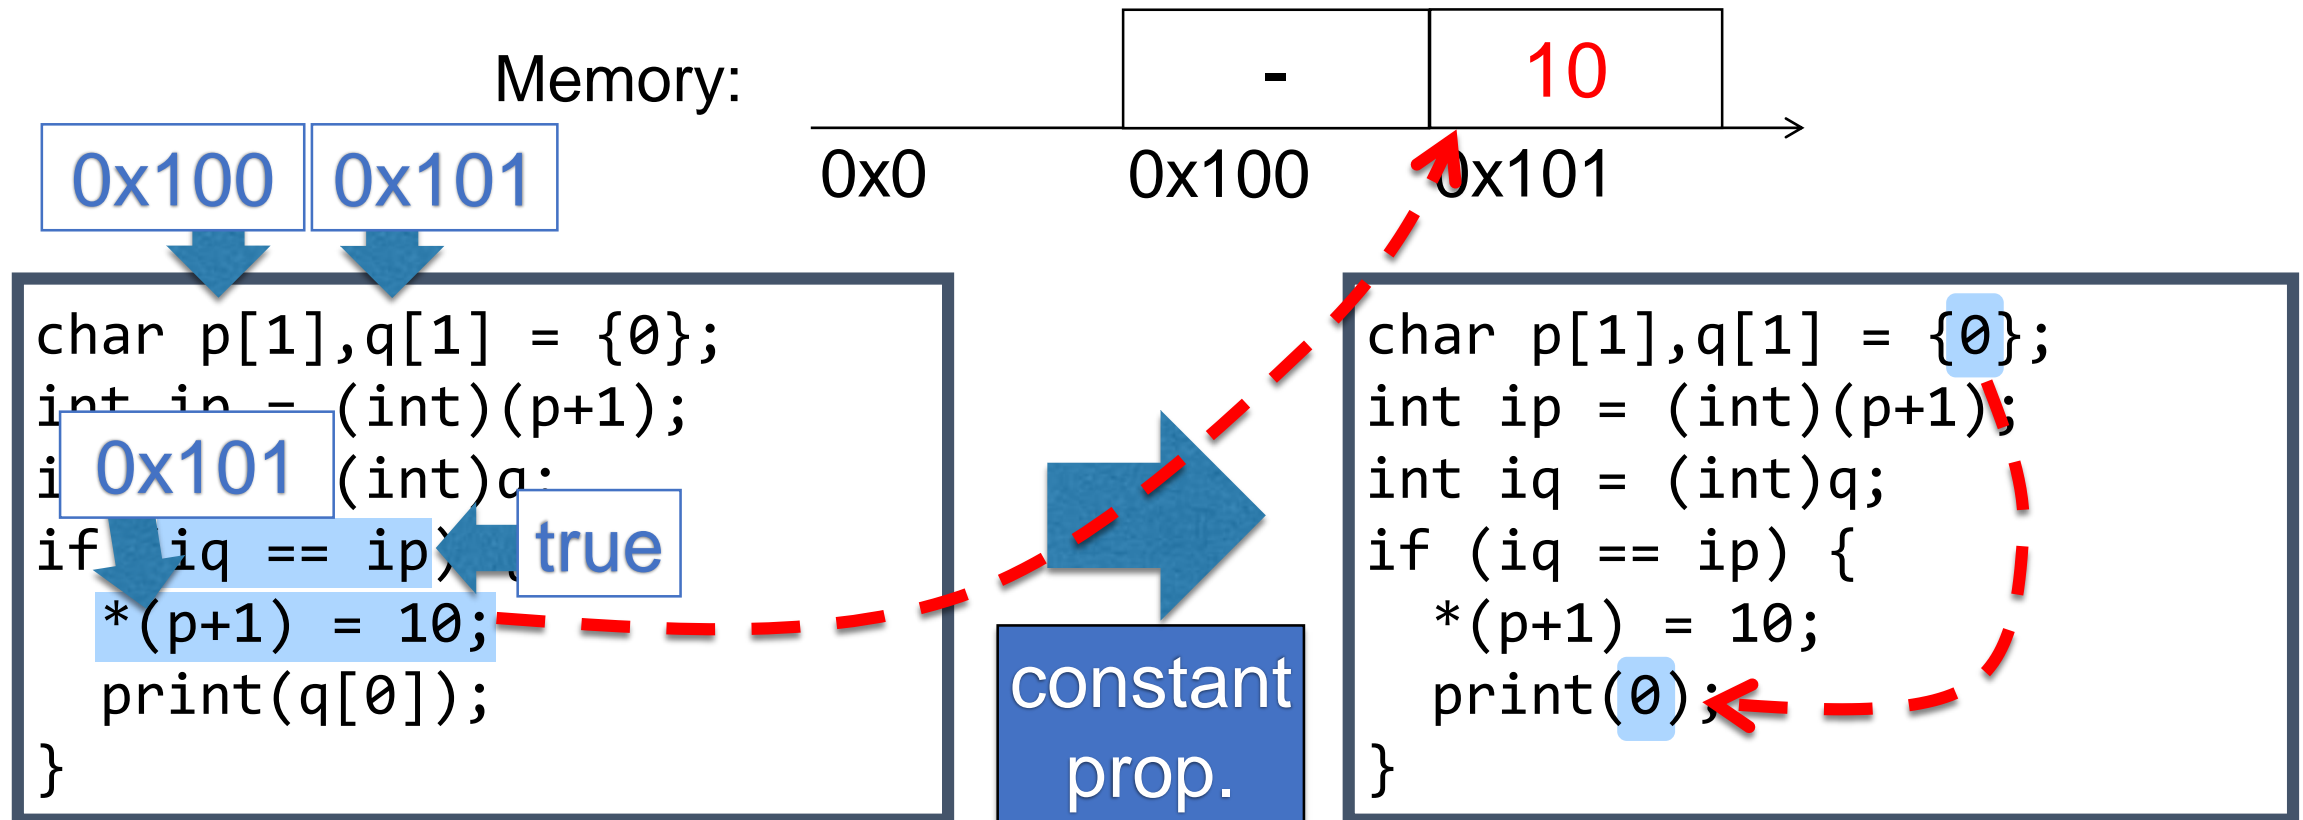 Memory:
-
10
0x0
0x100
0x101
0x100
0x101
char p[1],q[1] = {0};
int ip = (int)(p+1);
0x101
(int)q;
if iq == ip) {
true
*(p+1) = 10;
print(q[0]);
}
constant
prop.
char p[1],q[1] = {0};
int ip = (int)(p+1);
int iq = (int)q;
if (iq == ip) {
*(p+1) = 10;
print(0);
}